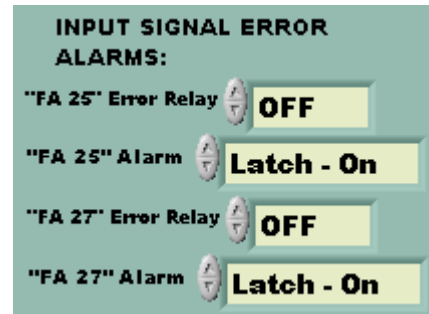 INPUT SIGNAL ERROR
ALARMS:
"FA 25" Error Relay OFF
"FA 25" Alarm Latch - On
"FA 27" Error Relay OFF
"FA 27" Alarm Latch - On